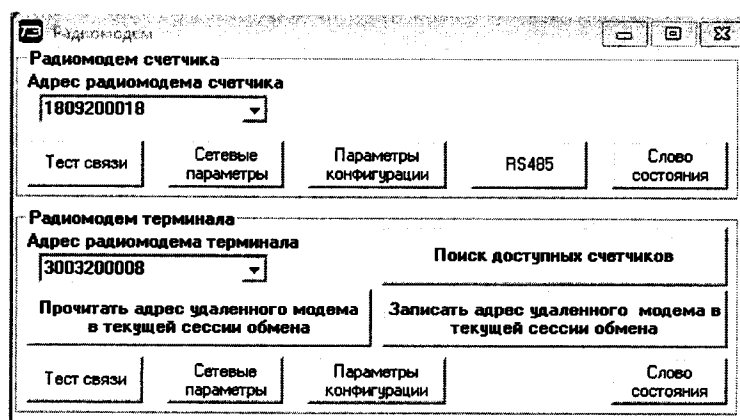 ТЭ Радиомодем
Радиомодем счетчика
Адрес радиомодема счетчика
1809200018
Тест связи
Сетевые
параметры
Параметры
конфигурации
RS485
Слово
состояния
Радиомодем терминала
Адрес радиомодема терминала
3003200008
Поиск доступных счетчиков
Прочитать адрес удаленного модема
в текущей сессии обмена
Записать адрес удаленного модема в
текущей сессии обмена
Тест связи
Сетевые
параметры
Параметры
конфигурации
Слово
состояния